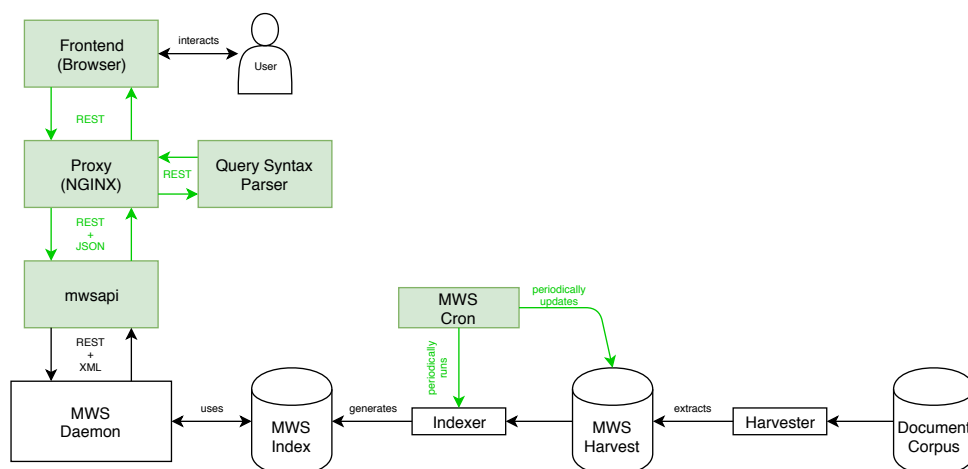 Frontend
(Browser)
interacts
User
REST
Proxy
(NGINX)
REST
Query Syntax
Parser
REST
+
JSON
mwsapi
MWS
Cron
periodically
updates
REST
+
XML
periodically
runs
MWS
Daemon
uses
MWS
Index
generates
Indexer
MWS
Harvest
extracts
Harvester
Document
Corpus